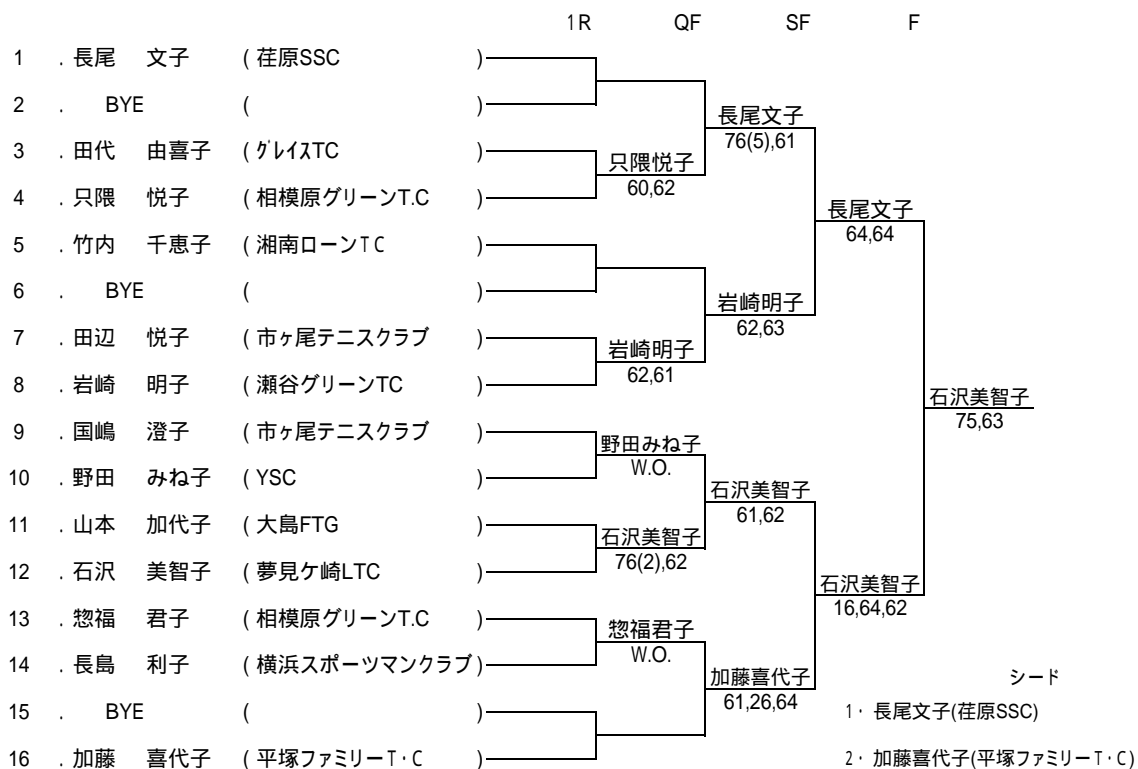 1R QF SF F
1 . 長尾 文子 ( 荏原SSC )
2 . BYE ( )
長尾文子
76(5),61
3 . 田代 由喜子 ( グレイスTC )
只隈悦子
60,62
4 . 只隈 悦子 ( 相模原グリーンT.C )
長尾文子
64,64
5 . 竹内 千恵子 ( 湘南ローンTC )
6 . BYE ( )
岩崎明子
62,63
7 . 田辺 悦子 ( 市ヶ尾テニスクラブ )
岩崎明子
62,61
8 . 岩崎 明子 ( 瀬谷グリーンTC )
石沢美智子
75,63
9 . 国嶋 澄子 ( 市ヶ尾テニスクラブ )
野田みね子
W.O.
10 . 野田 みね子 ( YSC )
石沢美智子
61,62
11 . 山本 加代子 ( 大島FTG )
石沢美智子
76(2),62
12 . 石沢 美智子 ( 夢見ケ崎LTC )
石沢美智子
16,64,62
13 . 惣福 君子 ( 相模原グリーンT.C )
惣福君子
W.O.
14 . 長島 利子 ( 横浜スポーツマンクラブ )
加藤喜代子
61,26,64
シード
15 . BYE ( )
1・ 長尾文子(荏原SSC)
16 . 加藤 喜代子 ( 平塚ファミリーT・C )
2・ 加藤喜代子(平塚ファミリーT・C)